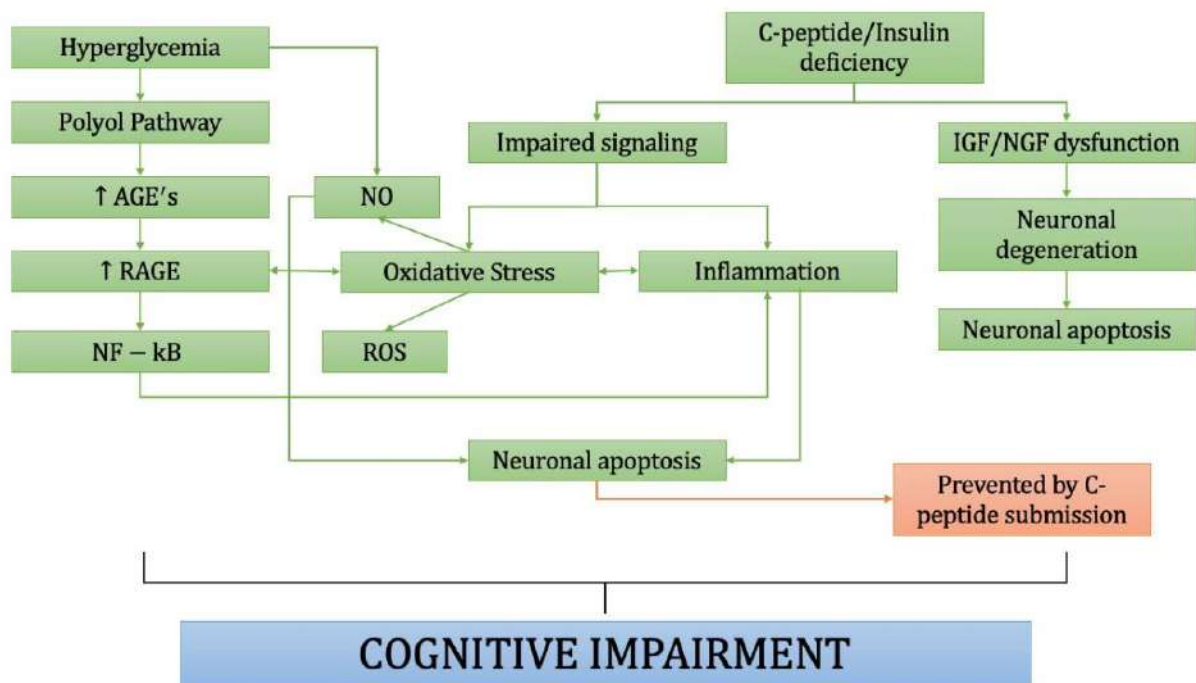 Hyperglycemia
C-peptide/Insulin
deficiency
Polyol Pathway
Impaired signaling
IGF/NGF dysfunction
↑ AGE's
NO
Neuronal
degeneration
↑ RAGE
Oxidative Stress
Inflammation
NF – kB
ROS
Neuronal apoptosis
Neuronal apoptosis
Prevented by C-
peptide submission
COGNITIVE IMPAIRMENT